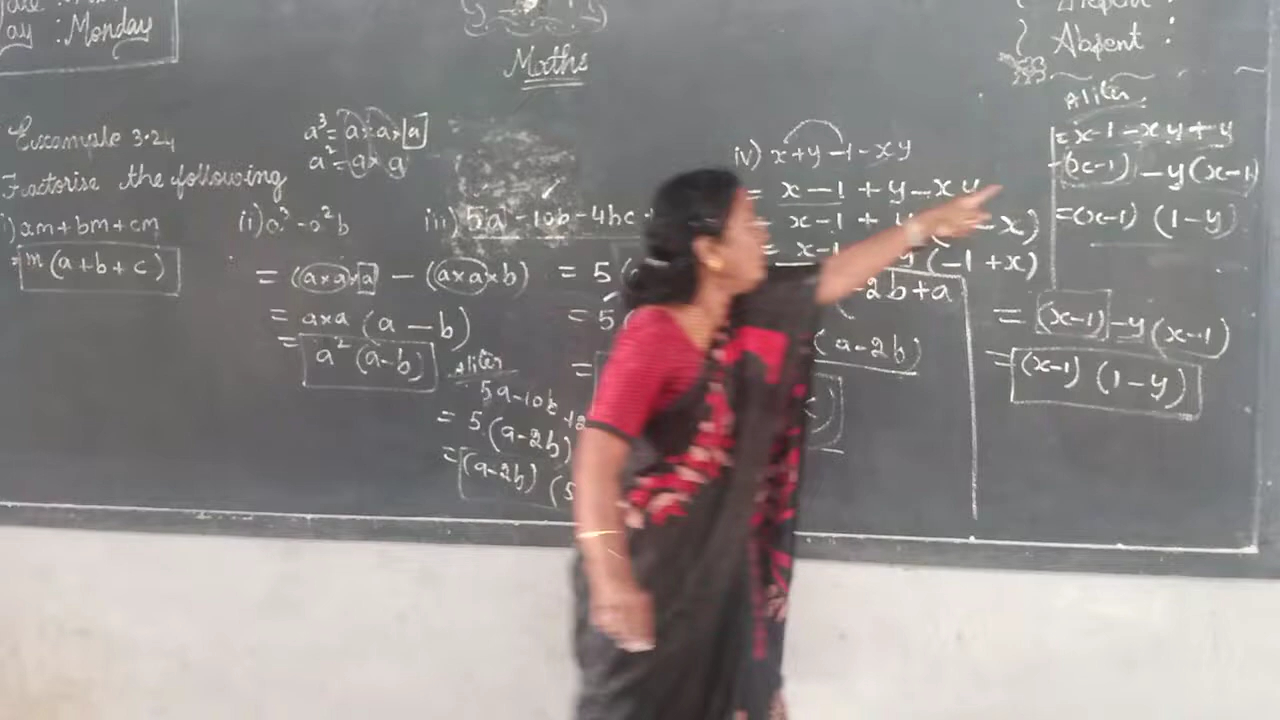 ay : Monday
Maths
Absent :
Example 3.24
Factorise the following
i) am+bm+cm
= m(a+b+c)
a³ = a×a×a
a² = a×a
ii) a³ - a²b
= (a×a×a) - (a×a×b)
= a×a (a - b)
= a² (a-b)
iii) 5a - 10b - 4bc +
= 5
= 5
=
-2b+a
(a-2b)
Aliter
5a-10b +2
= 5 (a-2b)
= (a-2b) (5
iv) x+y-1-xy
= x-1 + y-xy
= x-1 + y -x)
= x-1 (-1+x)
= (x-1) -y(x-1)
= (x-1) (1-y)
Aliter
= x-1-xy+y
(x-1) -y(x-1)
= (x-1) (1-y)